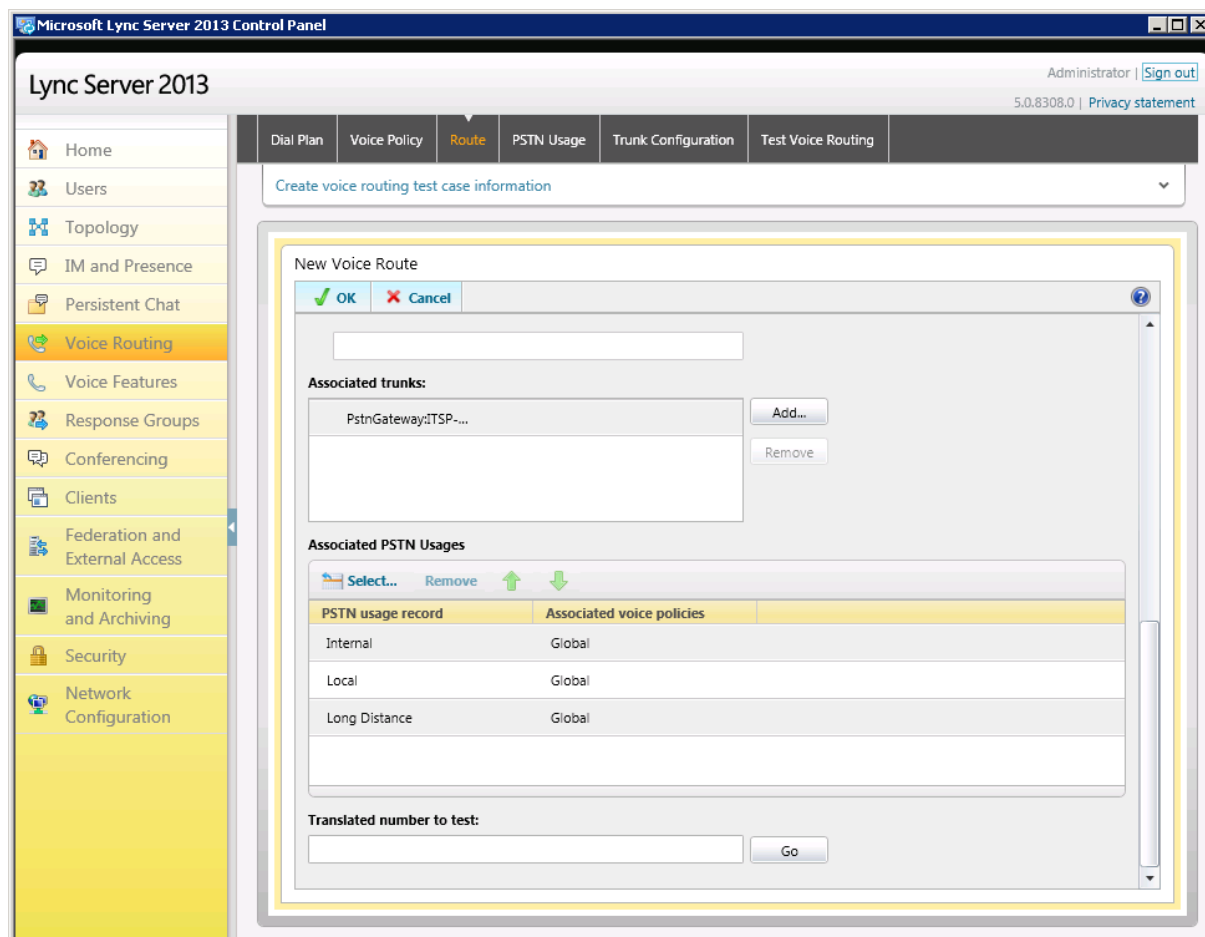 Microsoft Lync Server 2013 Control Panel
Lync Server 2013
Administrator | Sign out
5.0.8308.0 | Privacy statement
Home
Users
Topology
IM and Presence
Persistent Chat
Voice Routing
Voice Features
Response Groups
Conferencing
Clients
Federation and
External Access
Monitoring
and Archiving
Security
Network
Configuration
Dial Plan Voice Policy Route PSTN Usage Trunk Configuration Test Voice Routing
Create voice routing test case information
New Voice Route
OK Cancel
Associated trunks:
PstnGateway:ITSP-...
Add...
Remove
Associated PSTN Usages
Select... Remove
PSTN usage record Associated voice policies
Internal Global
Local Global
Long Distance Global
Translated number to test:
Go